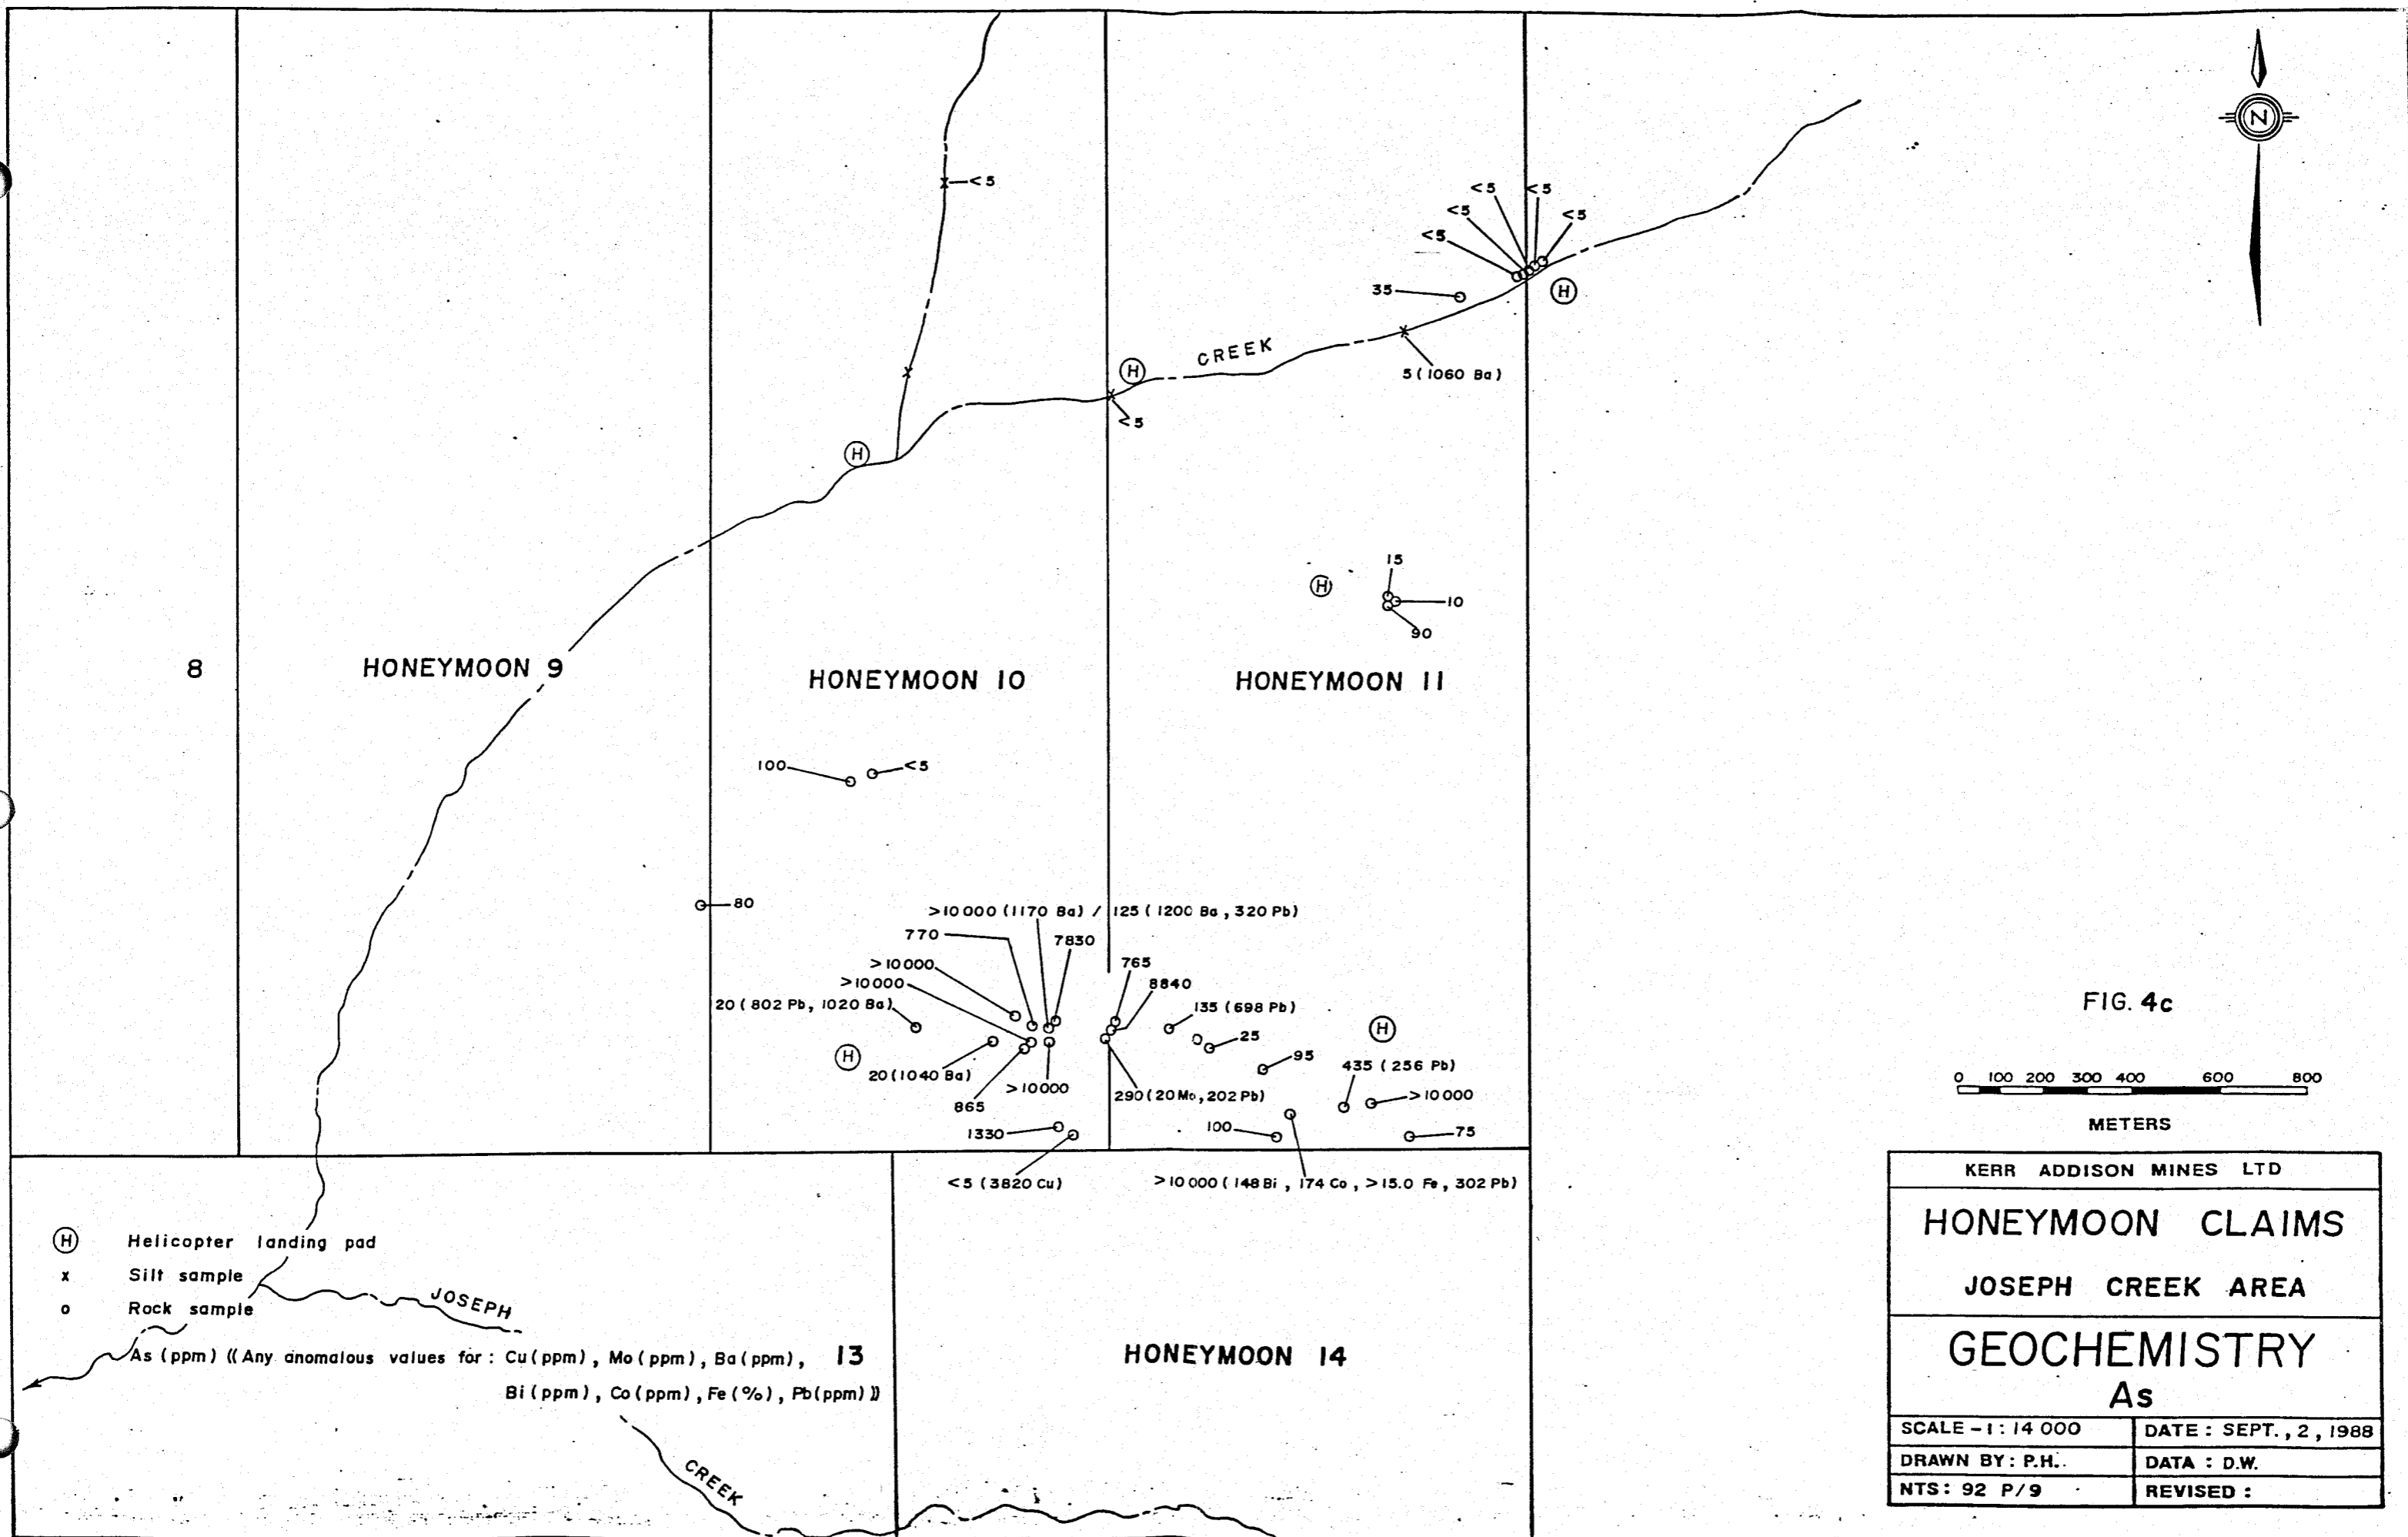 N
<5
<5
<5
<5
<5
<5
35
H
CREEK
H
5 (1060 Ba)
<5
H
15
H
10
90
8
HONEYMOON 9
HONEYMOON 10
HONEYMOON 11
100
<5
80
>10 000 (1170 Ba) / 125 (1200 Ba, 320 Pb)
770
7830
>10 000
765
>10 000
8840
20 (802 Pb, 1020 Ba)
135 (698 Pb)
H
25
H
95
20 (1040 Ba)
435 (256 Pb)
>10 000
290 (20 Mo, 202 Pb)
>10 000
865
1330
100
75
<5 (3820 Cu)
>10 000 (148 Bi, 174 Co, >15.0 Fe, 302 Pb)
FIG. 4c
0 100 200 300 400 600 800
METERS
H Helicopter landing pad
x Silt sample
o Rock sample
JOSEPH
As (ppm) ((Any anomalous values for: Cu (ppm), Mo (ppm), Ba (ppm),
Bi (ppm), Co (ppm), Fe (%), Pb (ppm)))
13
HONEYMOON 14
CREEK
KERR ADDISON MINES LTD
HONEYMOON CLAIMS
JOSEPH CREEK AREA
GEOCHEMISTRY
As
SCALE - 1:14 000
DATE: SEPT., 2, 1988
DRAWN BY: P.H.
DATA: D.W.
NTS: 92 P/9
REVISED: